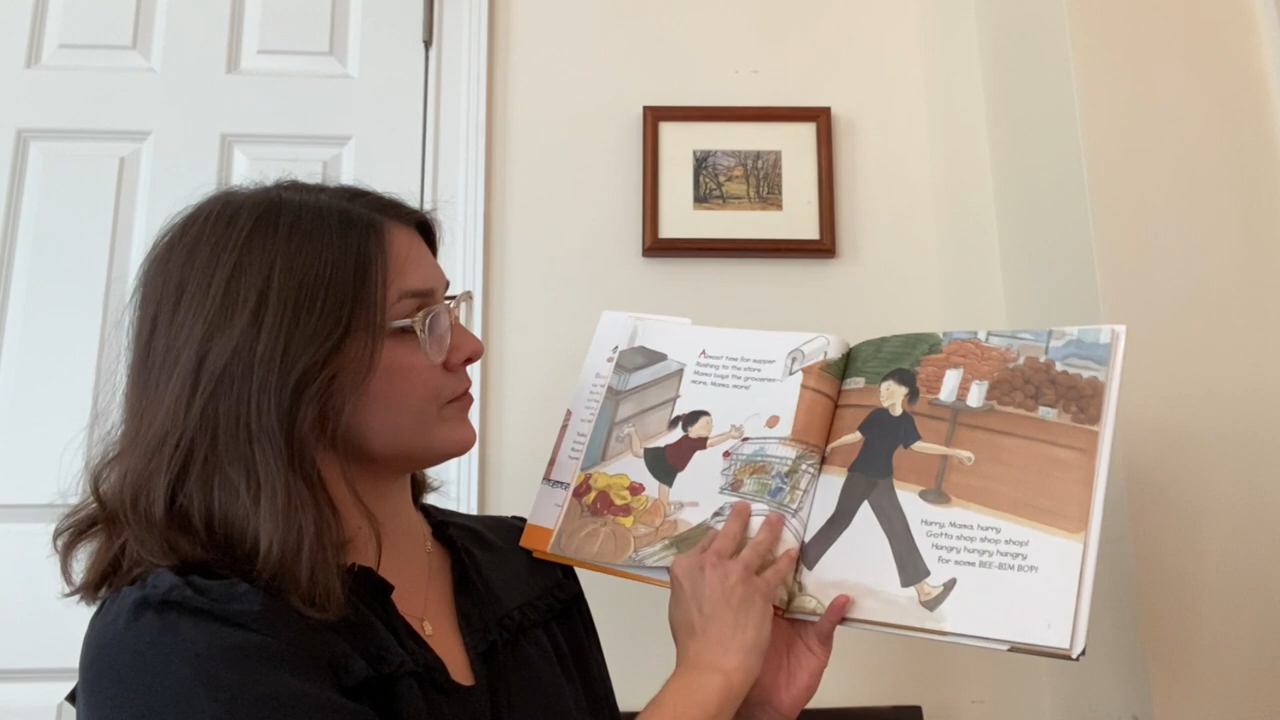 Almost time for supper
Rushing to the store
Mama buys the groceries—
more, Mama, more!
Hurry, Mama, hurry
Gotta shop shop shop!
Hungry hungry hungry
for some BEE-BIM BOP!